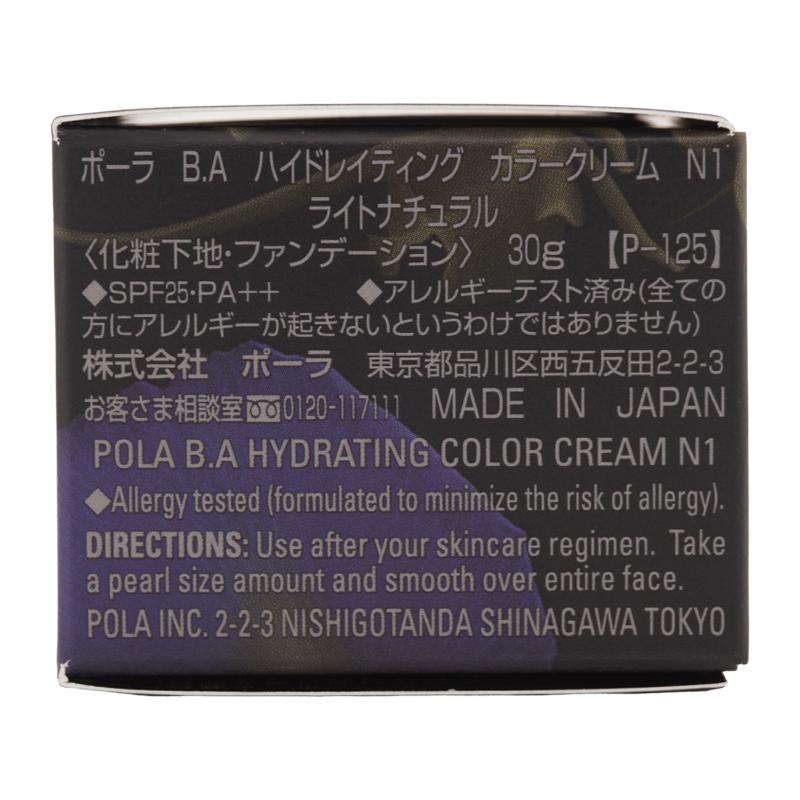 ポーラ B.A ハイドレイティング カラークリーム N1
ライトナチュラル
〈化粧下地・ファンデーション〉 30g 【P-125】
◆SPF25・PA++ ◆アレルギーテスト済み(全ての
方にアレルギーが起きないというわけではありません)
株式会社 ポーラ 東京都品川区西五反田2-2-3
お客さま相談室 0120-117111 MADE IN JAPAN
POLA B.A HYDRATING COLOR CREAM N1
◆Allergy tested (formulated to minimize the risk of allergy).
DIRECTIONS: Use after your skincare regimen. Take
a pearl size amount and smooth over entire face.
POLA INC. 2-2-3 NISHIGOTANDA SHINAGAWA TOKYO